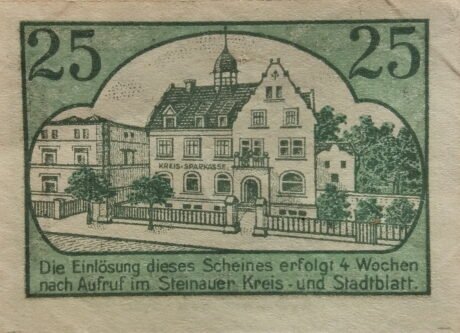 25 25
KREIS-SPARKASSE
Die Einlösung dieses Scheines erfolgt 4 Wochen
nach Aufruf im Steinauer Kreis- und Stadtblatt.